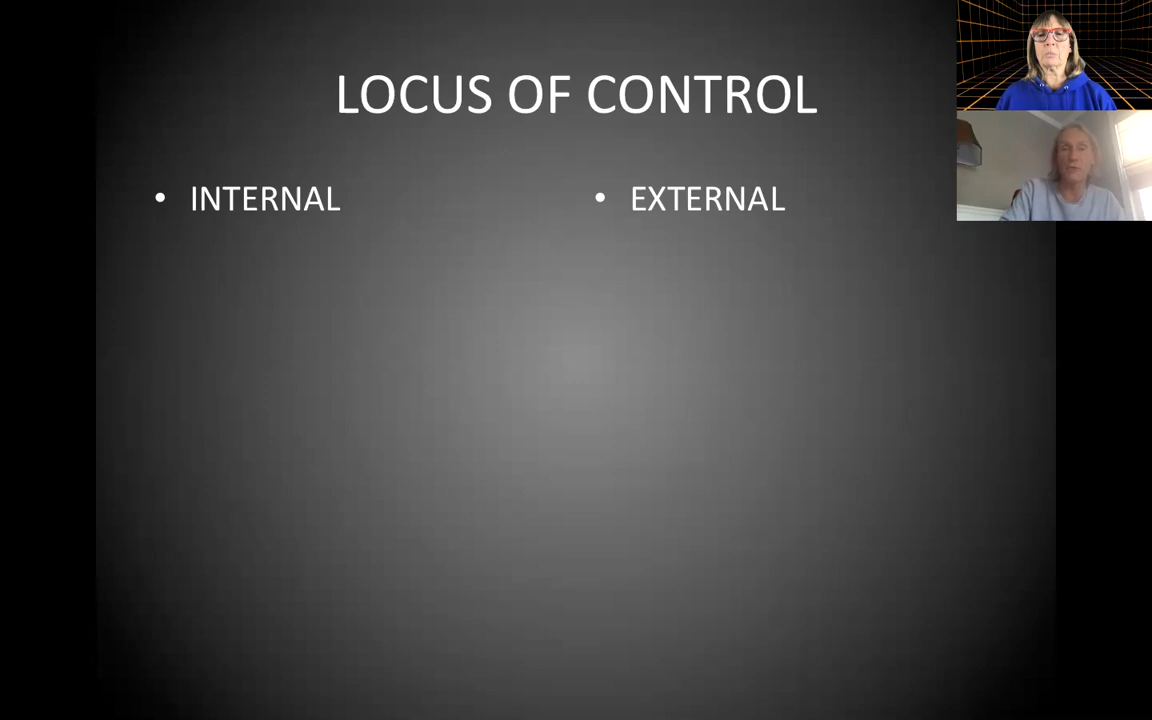 LOCUS OF CONTROL
• INTERNAL
• EXTERNAL